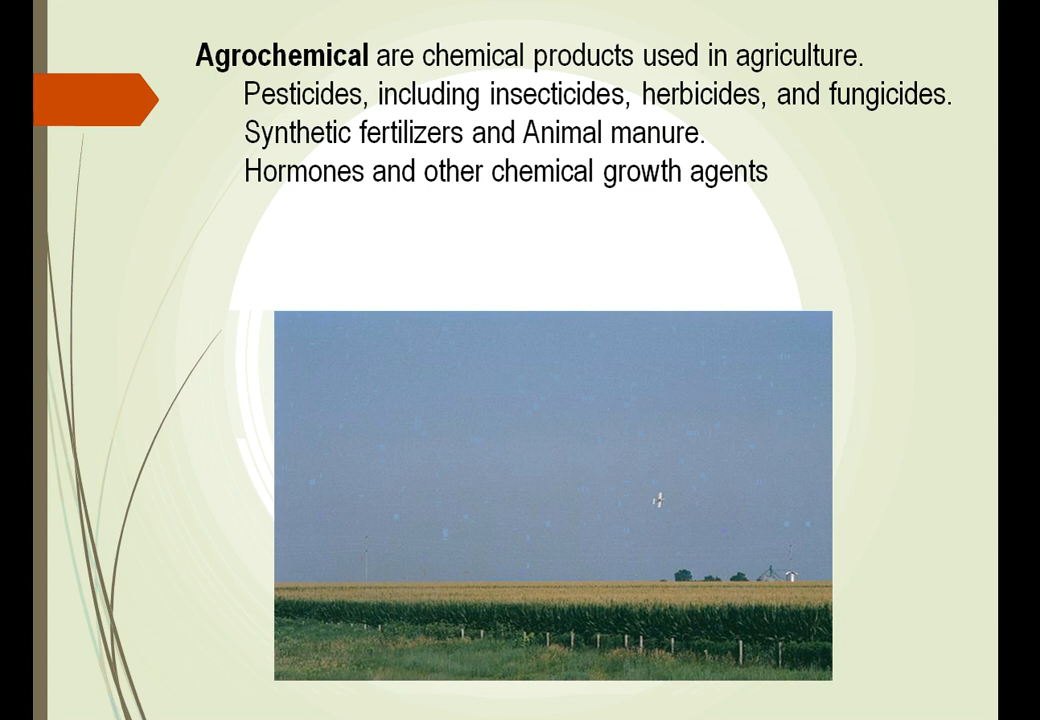 Agrochemical are chemical products used in agriculture.
Pesticides, including insecticides, herbicides, and fungicides.
Synthetic fertilizers and Animal manure.
Hormones and other chemical growth agents